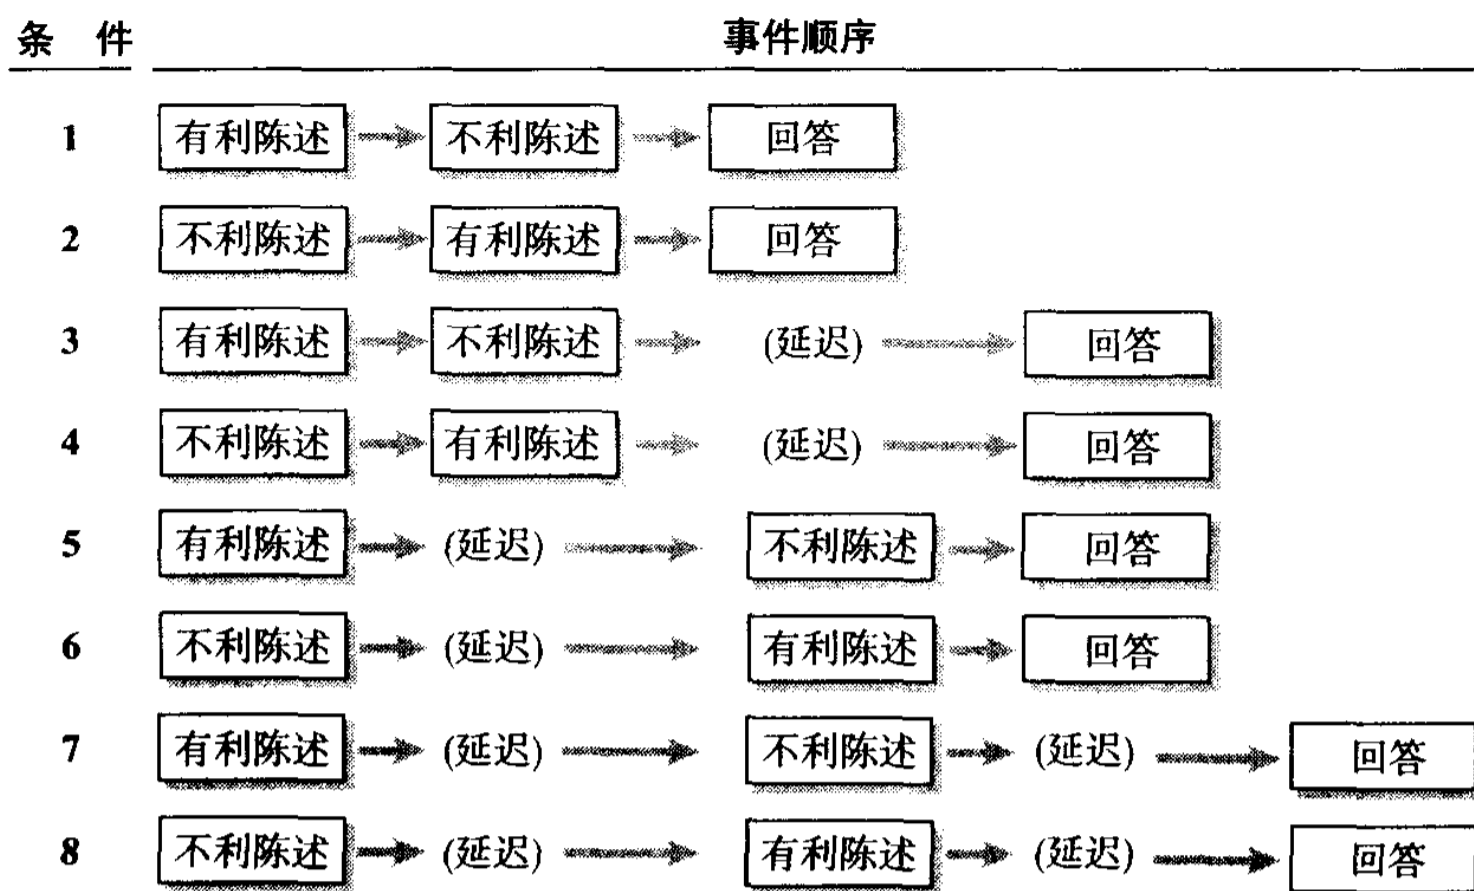 条 件 事件顺序
1 有利陈述 不利陈述 回答
2 不利陈述 有利陈述 回答
3 有利陈述 不利陈述 (延迟) 回答
4 不利陈述 有利陈述 (延迟) 回答
5 有利陈述 (延迟) 不利陈述 回答
6 不利陈述 (延迟) 有利陈述 回答
7 有利陈述 (延迟) 不利陈述 (延迟) 回答
8 不利陈述 (延迟) 有利陈述 (延迟) 回答